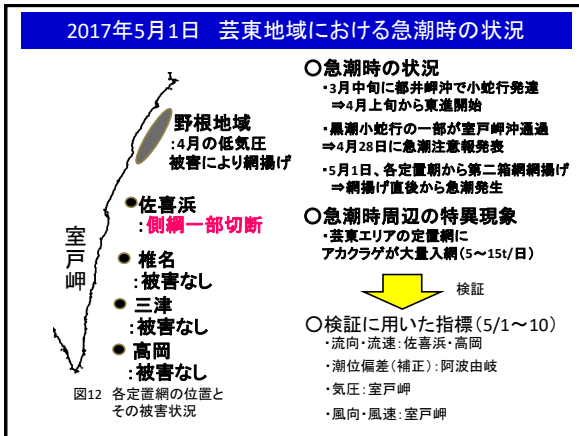 2017年5月1日　芸東地域における急潮時の状況
野根地域
:4月の低気圧
被害により網揚げ
佐喜浜
:側網一部切断
室戸岬
椎名
:被害なし
三津
:被害なし
高岡
:被害なし
図12　各定置網の位置と
その被害状況
○急潮時の状況
・3月中旬に都井岬沖で小蛇行発達
⇒4月上旬から東進開始
・黒潮小蛇行の一部が室戸岬沖通過
⇒4月28日に急潮注意報発表
・5月1日、各定置朝から第二箱網網揚げ
⇒網揚げ直後から急潮発生
○急潮時周辺の特異現象
・芸東エリアの定置網に
アカクラゲが大量入網(5~15t/日)
検証
○検証に用いた指標(5/1~10)
・流向・流速:佐喜浜・高岡
・潮位偏差(補正):阿波由岐
・気圧:室戸岬
・風向・風速:室戸岬